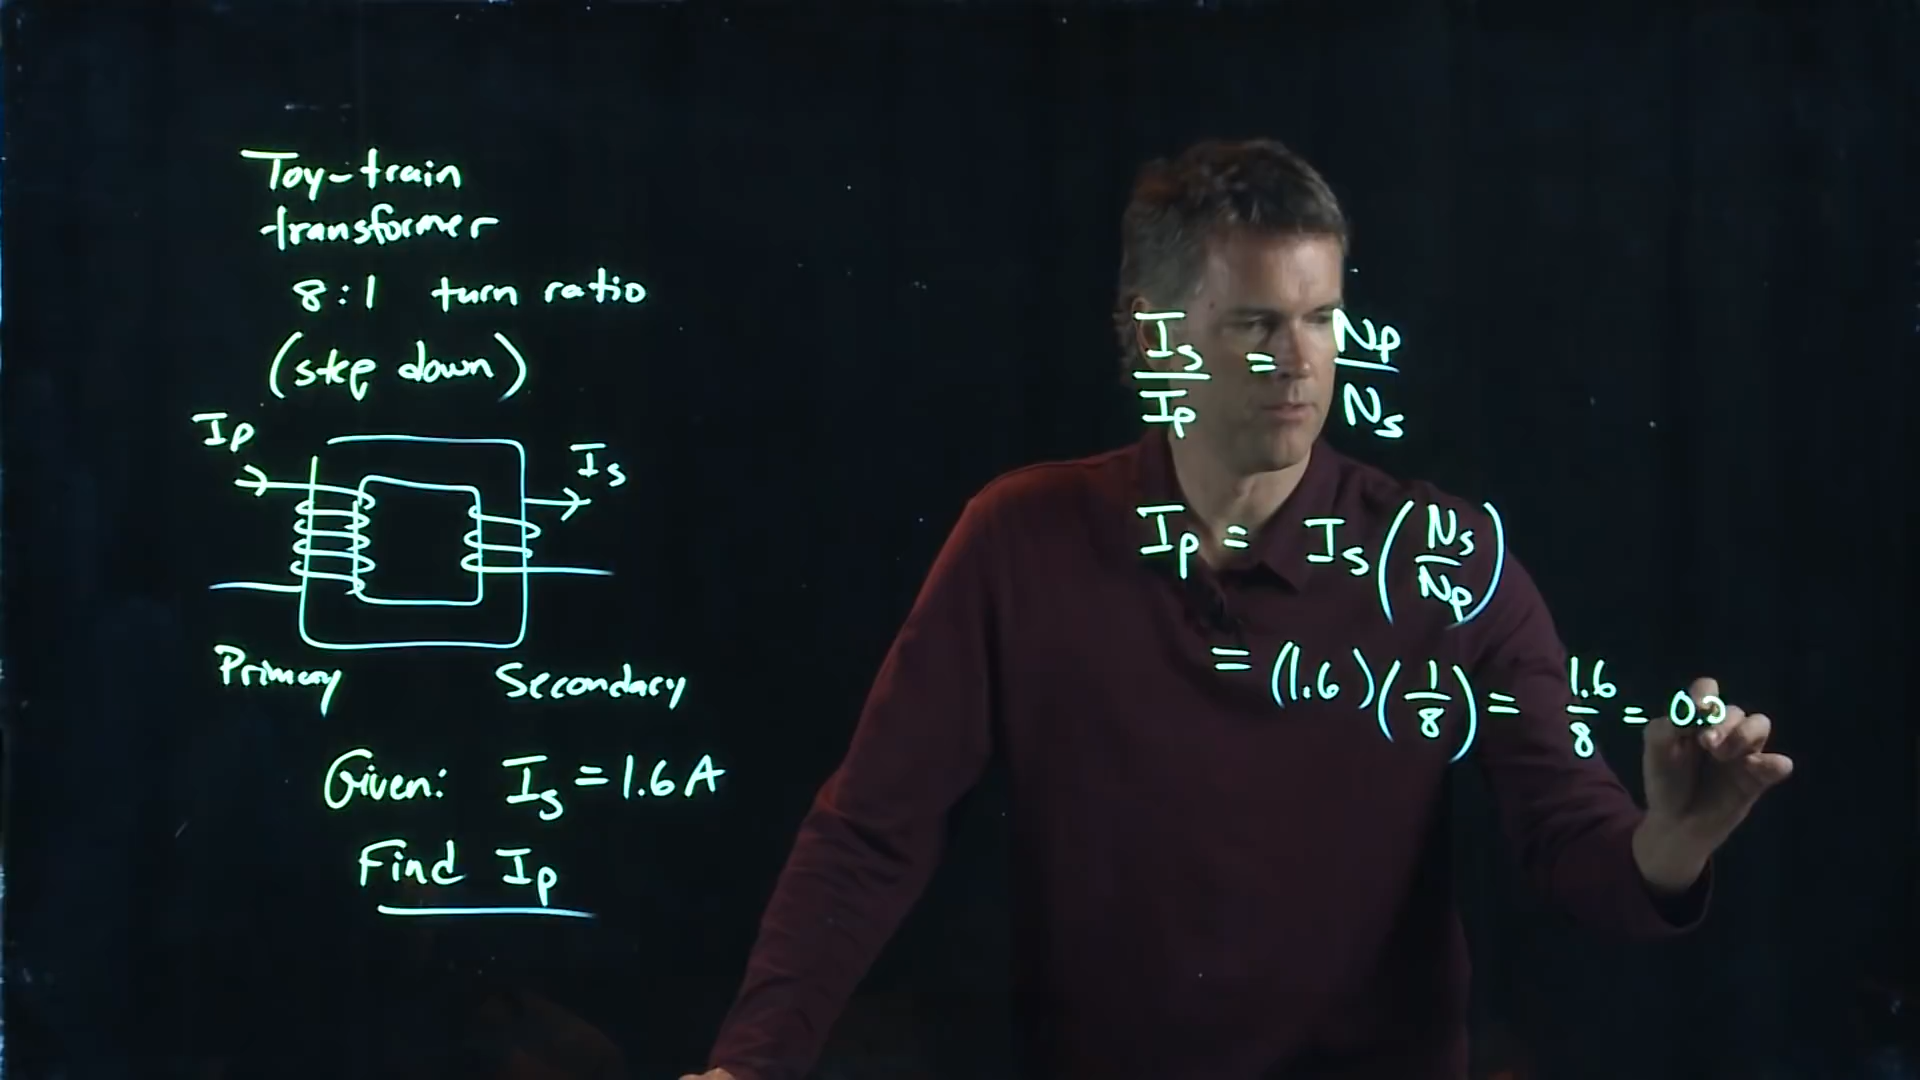 Toy-train
transformer
8:1 turn ratio
(step down)
Ip
Is
Primary
Secondary
Given: Is = 1.6 A
Find Ip
Is/Ip = Np/Ns
Ip = Is (Ns/Np)
= (1.6)(1/8) = 1.6/8 = 0.2